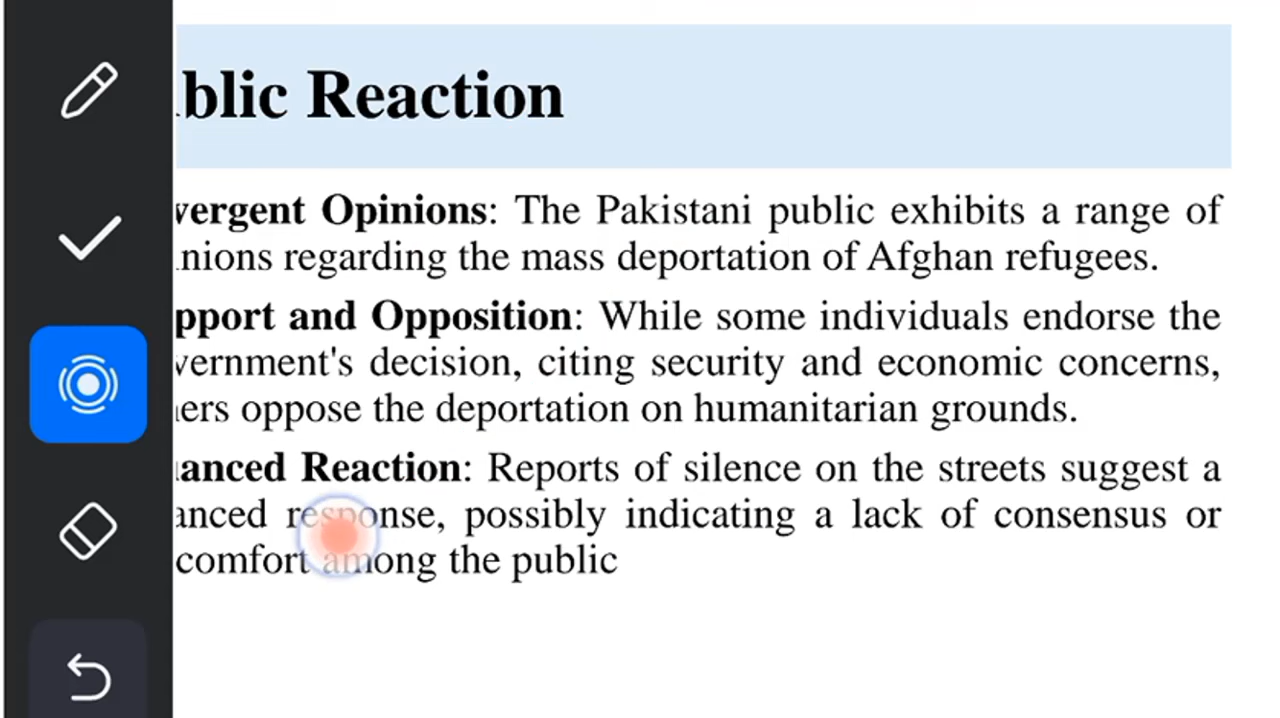 blic Reaction
vergent Opinions: The Pakistani public exhibits a range of
nions regarding the mass deportation of Afghan refugees.
pport and Opposition: While some individuals endorse the
vernment's decision, citing security and economic concerns,
ers oppose the deportation on humanitarian grounds.
anced Reaction: Reports of silence on the streets suggest a
anced response, possibly indicating a lack of consensus or
comfort among the public